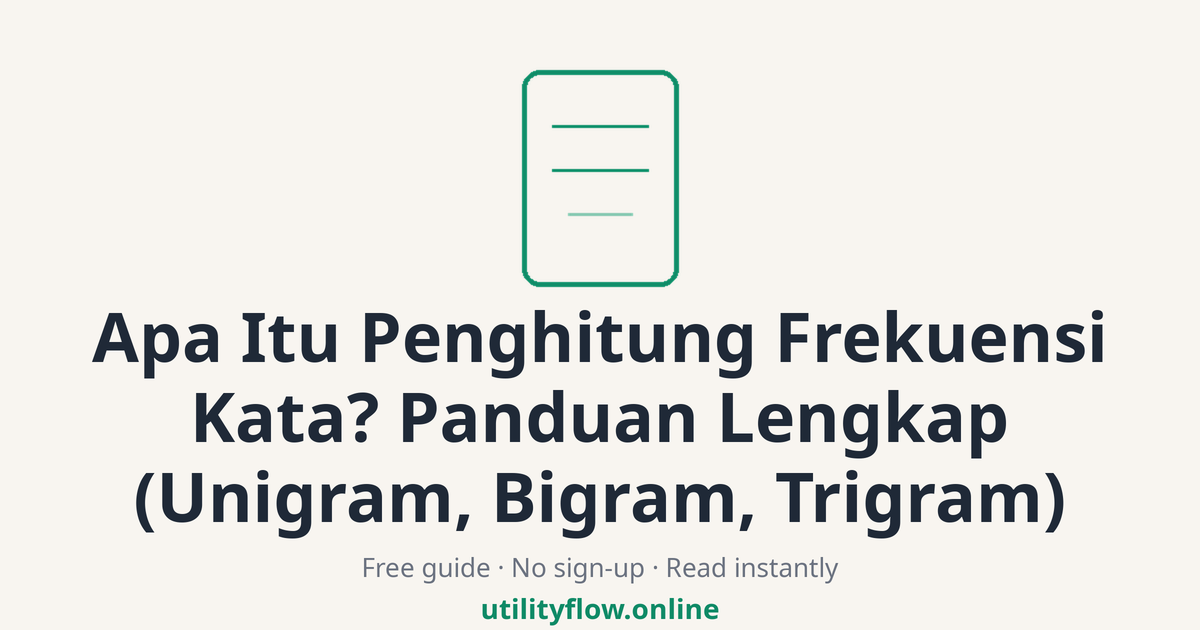 Apa Itu Penghitung Frekuensi
Kata? Panduan Lengkap
(Unigram, Bigram, Trigram)
Free guide · No sign-up · Read instantly
utilityflow.online